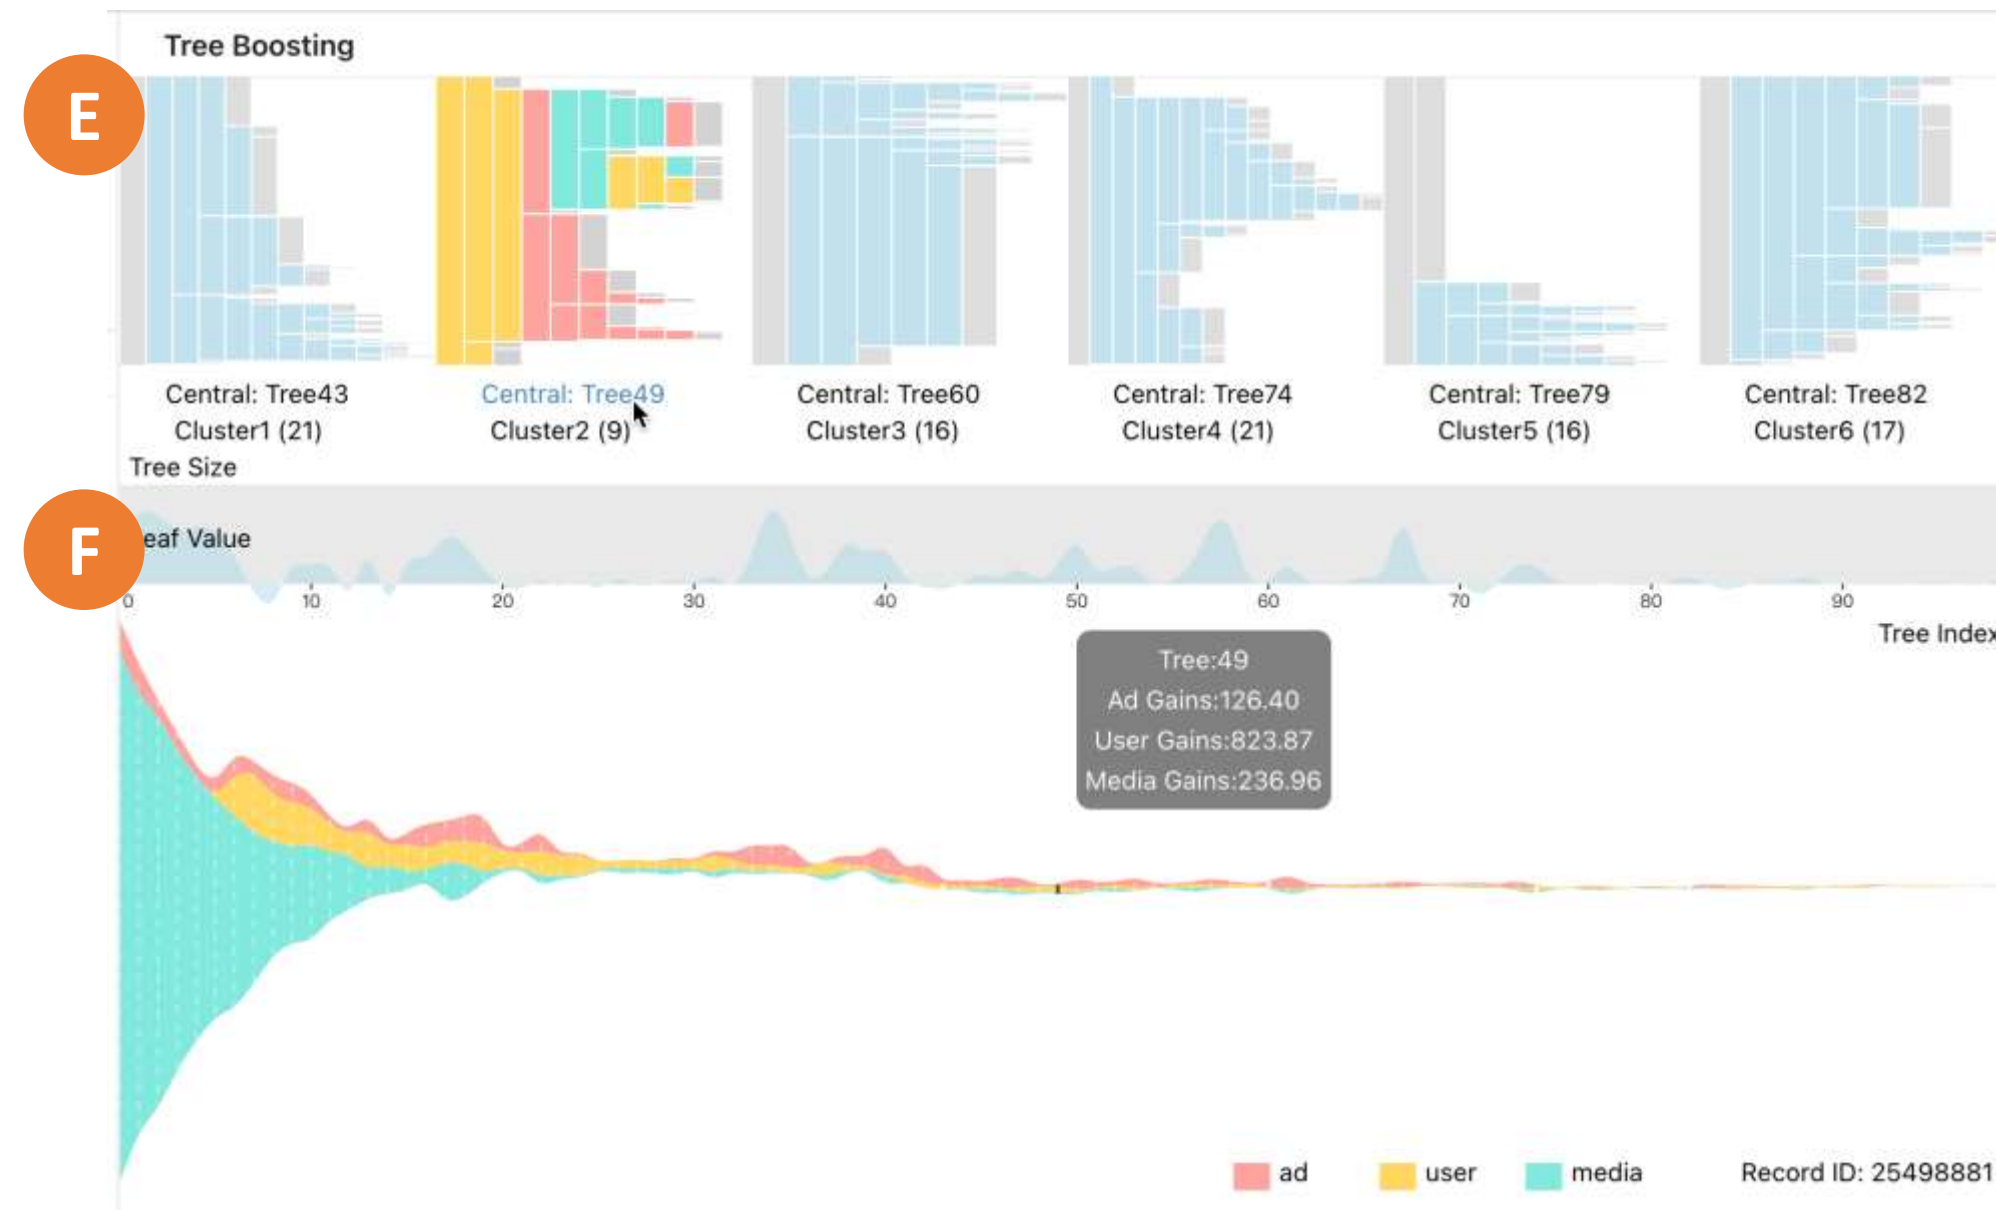 Tree Boosting
E
Central: Tree43
Cluster1 (21)
Central: Tree49
Cluster2 (9)
Central: Tree60
Cluster3 (16)
Central: Tree74
Cluster4 (21)
Central: Tree79
Cluster5 (16)
Central: Tree82
Cluster6 (17)
Tree Size
F
eaf Value
0 10 20 30 40 50 60 70 80 90
Tree Index
Tree:49
Ad Gains:126.40
User Gains:823.87
Media Gains:236.96
ad user media Record ID: 25498881